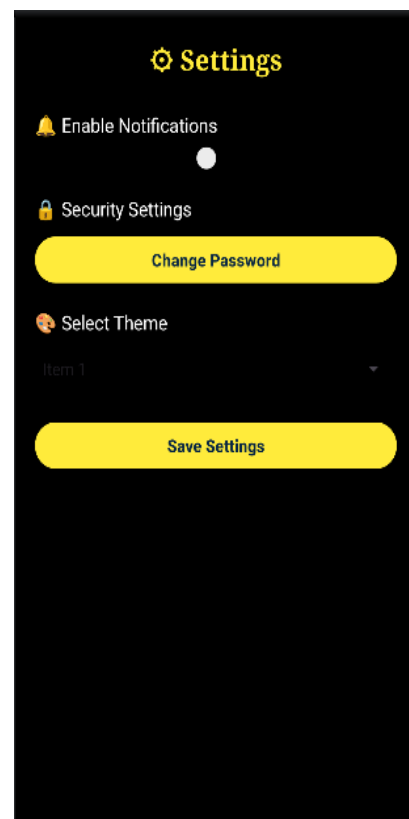 ⚙ Settings
🔔 Enable Notifications
🔒 Security Settings
Change Password
🎨 Select Theme
Item 1
Save Settings